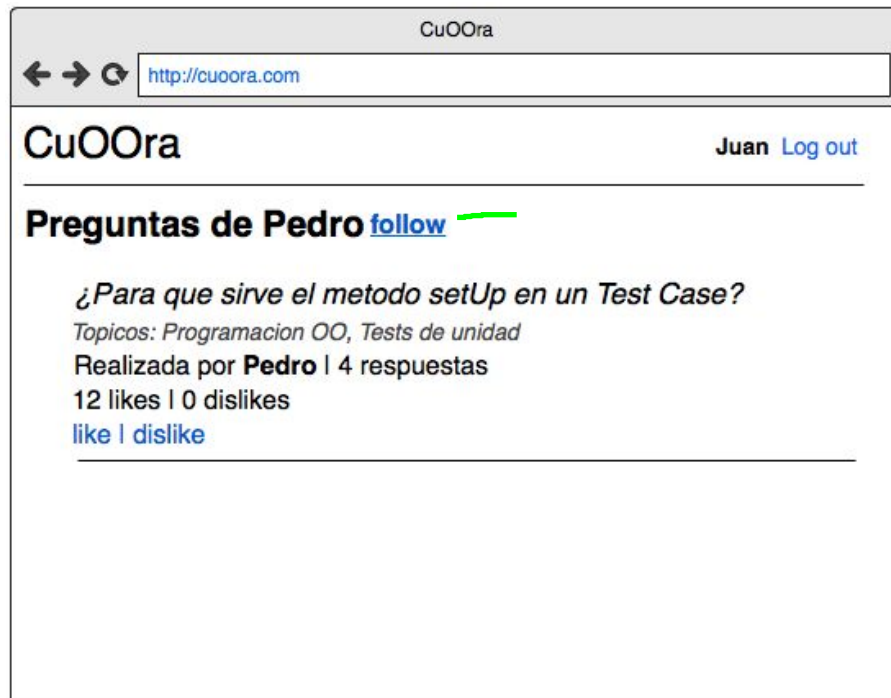 CuOOra
http://cuoora.com
CuOOra
Juan Log out
Preguntas de Pedro follow
¿Para que sirve el metodo setUp en un Test Case?
Topicos: Programacion OO, Tests de unidad
Realizada por Pedro | 4 respuestas
12 likes | 0 dislikes
like | dislike